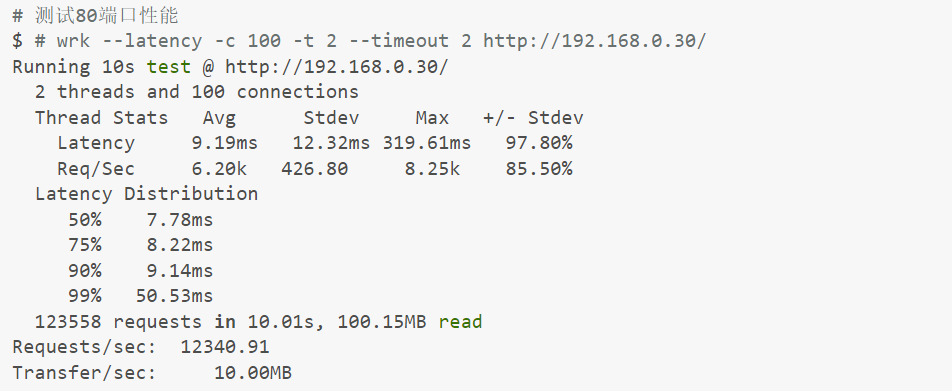 # 测试80端口性能
$ # wrk --latency -c 100 -t 2 --timeout 2 http://192.168.0.30/
Running 10s test @ http://192.168.0.30/
  2 threads and 100 connections
  Thread Stats   Avg      Stdev     Max   +/- Stdev
    Latency     9.19ms   12.32ms 319.61ms   97.80%
    Req/Sec     6.20k   426.80     8.25k    85.50%
  Latency Distribution
     50%    7.78ms
     75%    8.22ms
     90%    9.14ms
     99%   50.53ms
  123558 requests in 10.01s, 100.15MB read
Requests/sec:  12340.91
Transfer/sec:     10.00MB